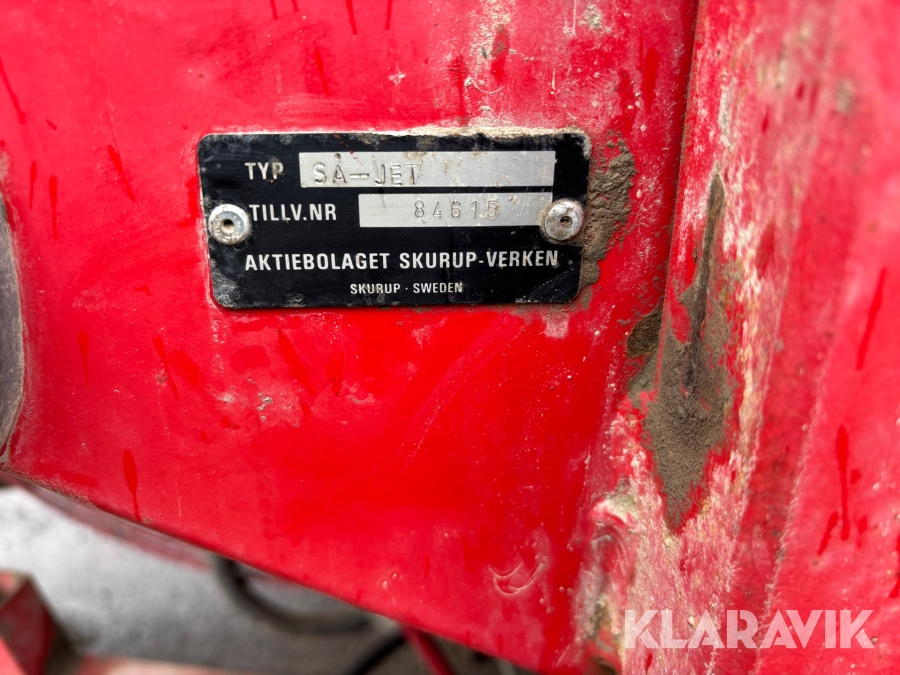 TYP SÅ-JET
TILLV.NR 84615
AKTIEBOLAGET SKURUP-VERKEN
SKURUP · SWEDEN
KLARAVIK